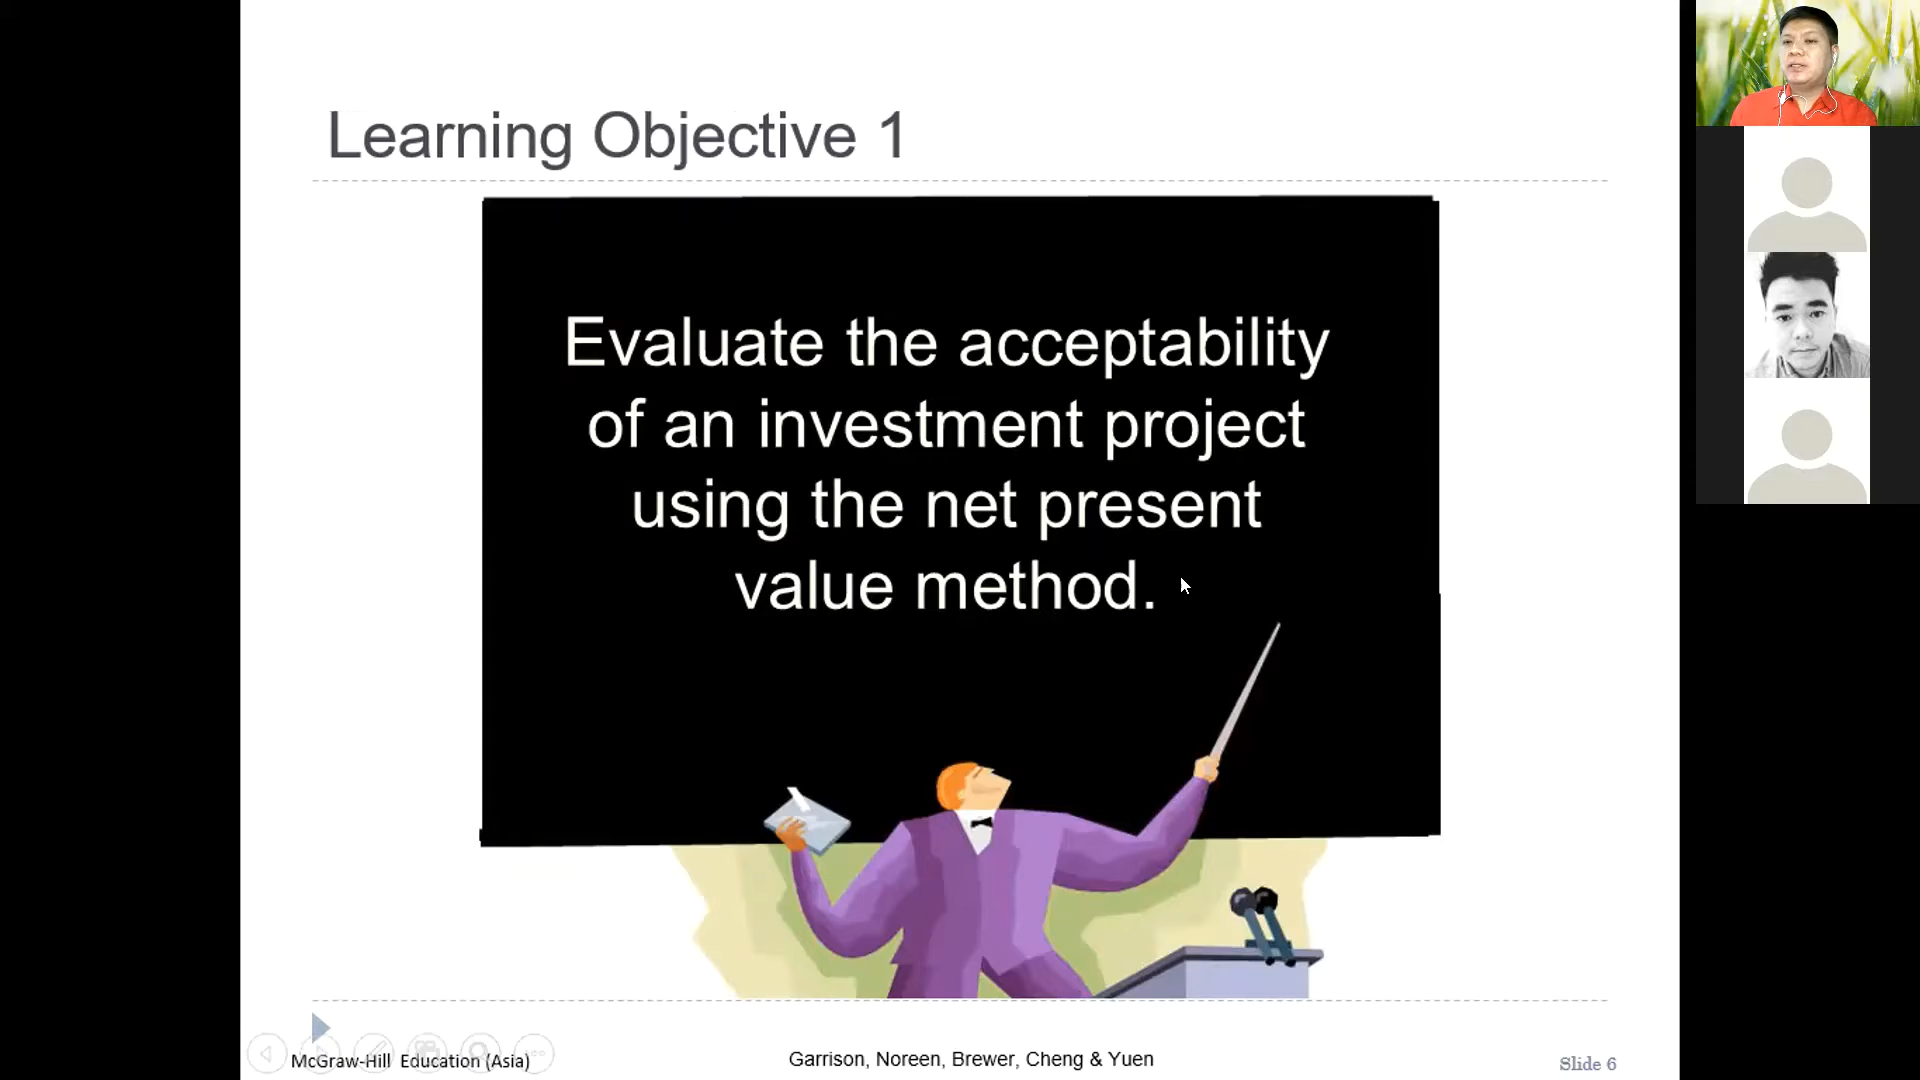 Learning Objective 1
Evaluate the acceptability
of an investment project
using the net present
value method.
McGraw-Hill Education (Asia)
Garrison, Noreen, Brewer, Cheng & Yuen
Slide 6